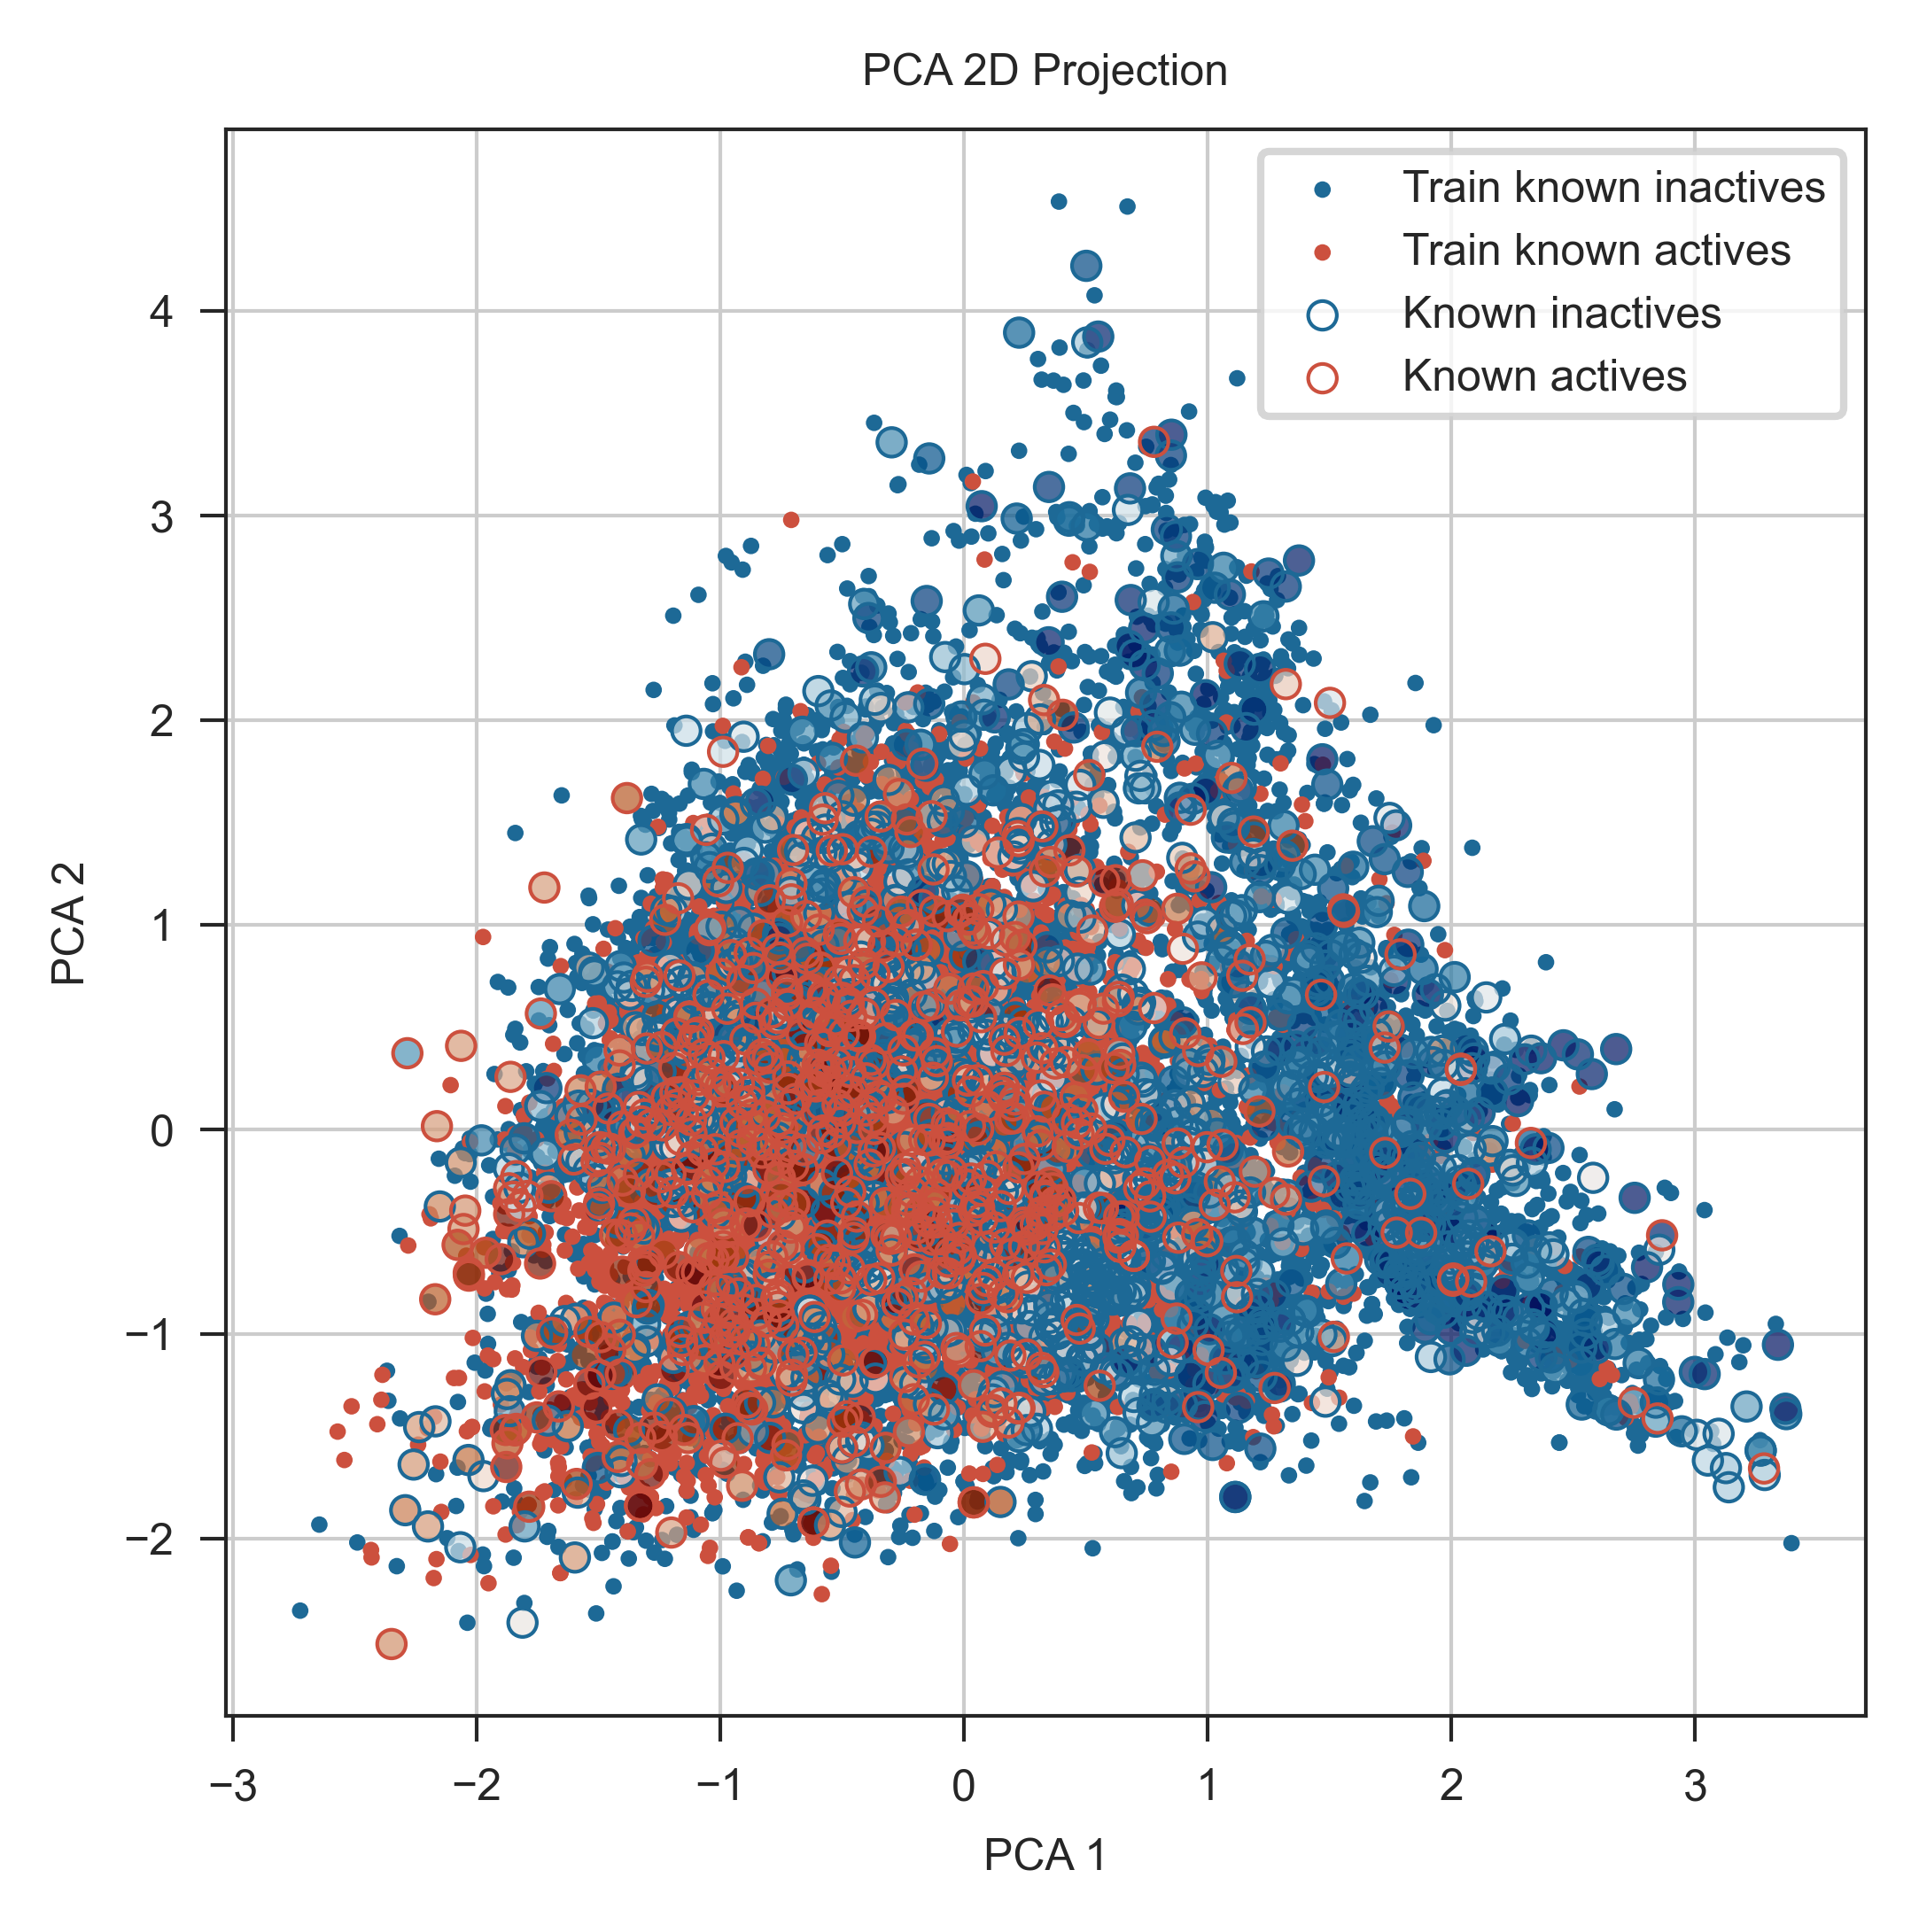 PCA 2D Projection
Train known inactives
Train known actives
Known inactives
Known actives
4
3
2
1
0
−1
−2
PCA 2
−3
−2
−1
0
1
2
3
PCA 1